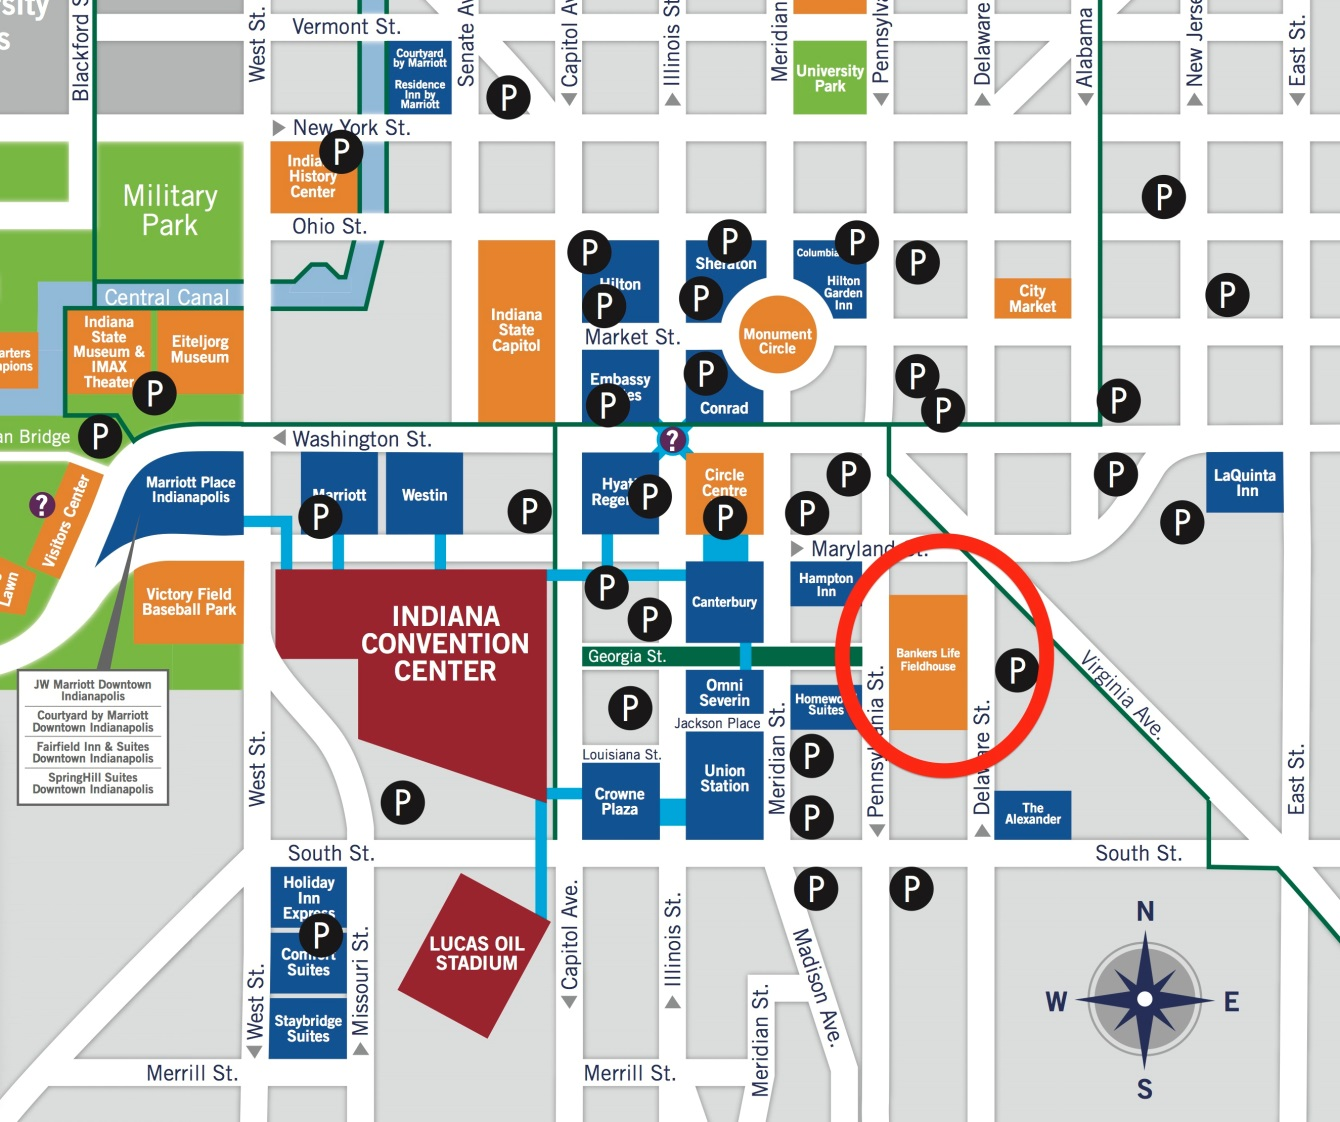 Vermont St.
Blackford S
West St.
Senate Av
Capitol Av
Illinois St
Meridian
Pennsylva
Delaware
Alabama
New Jerse
East St.
Courtyard
by Marriott
Residence
Inn by
Marriott
P
University
Park
New York St.
P
History
Center
P
Military
Park
Ohio St.
P
P
P
P
Hilton
P
Sheraton
P
Hilton
Garden
Inn
City
Market
P
Central Canal
Indiana
State
Museum &
IMAX
Theater
P
Eiteljorg
Museum
Indiana
State
Capitol
Market St.
Monument
Circle
Embassy
P
P
Conrad
P
P
P
P
Washington St.
?
?
Visitors Center
Lawn
Marriott Place
Indianapolis
Marriott
P
Westin
P
P
Circle
Centre
P
P
P
P
P
LaQuinta
Inn
Maryland St.
Victory Field
Baseball Park
INDIANA
CONVENTION
CENTER
P
P
Canterbury
Hampton
Inn
Georgia St.
Bankers Life
Fieldhouse
P
Virginia Ave.
JW Marriott Downtown
Indianapolis
Courtyard by Marriott
Downtown Indianapolis
Fairfield Inn & Suites
Downtown Indianapolis
SpringHill Suites
Downtown Indianapolis
P
Omni
Severin
Suites
Jackson Place
Louisiana St.
West St.
P
Crowne
Plaza
Union
Station
Meridian St.
P
P
Pennsylvania St.
Delaware St.
The
Alexander
East St.
South St.
South St.
Holiday
Inn
Express
P
Suites
Staybridge
Suites
West St.
Missouri St.
LUCAS OIL
STADIUM
Capitol Ave.
Illinois St.
P
P
Madison Ave.
Meridian St.
N
W
E
S
Merrill St.
Merrill St.